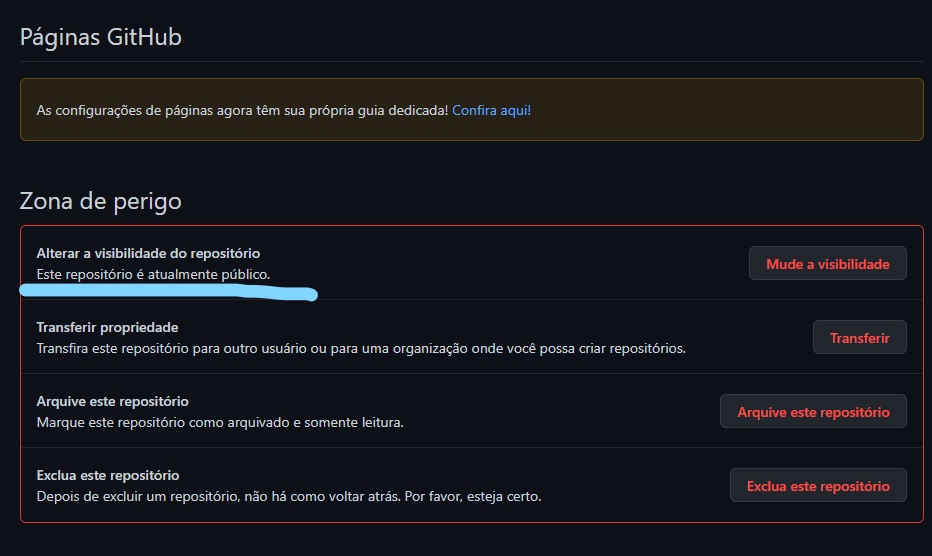 Páginas GitHub
As configurações de páginas agora têm sua própria guia dedicada! Confira aqui!
Zona de perigo
Alterar a visibilidade do repositório
Este repositório é atualmente público.
Mude a visibilidade
Transferir propriedade
Transfira este repositório para outro usuário ou para uma organização onde você possa criar repositórios.
Transferir
Arquive este repositório
Marque este repositório como arquivado e somente leitura.
Arquive este repositório
Exclua este repositório
Depois de excluir um repositório, não há como voltar atrás. Por favor, esteja certo.
Exclua este repositório